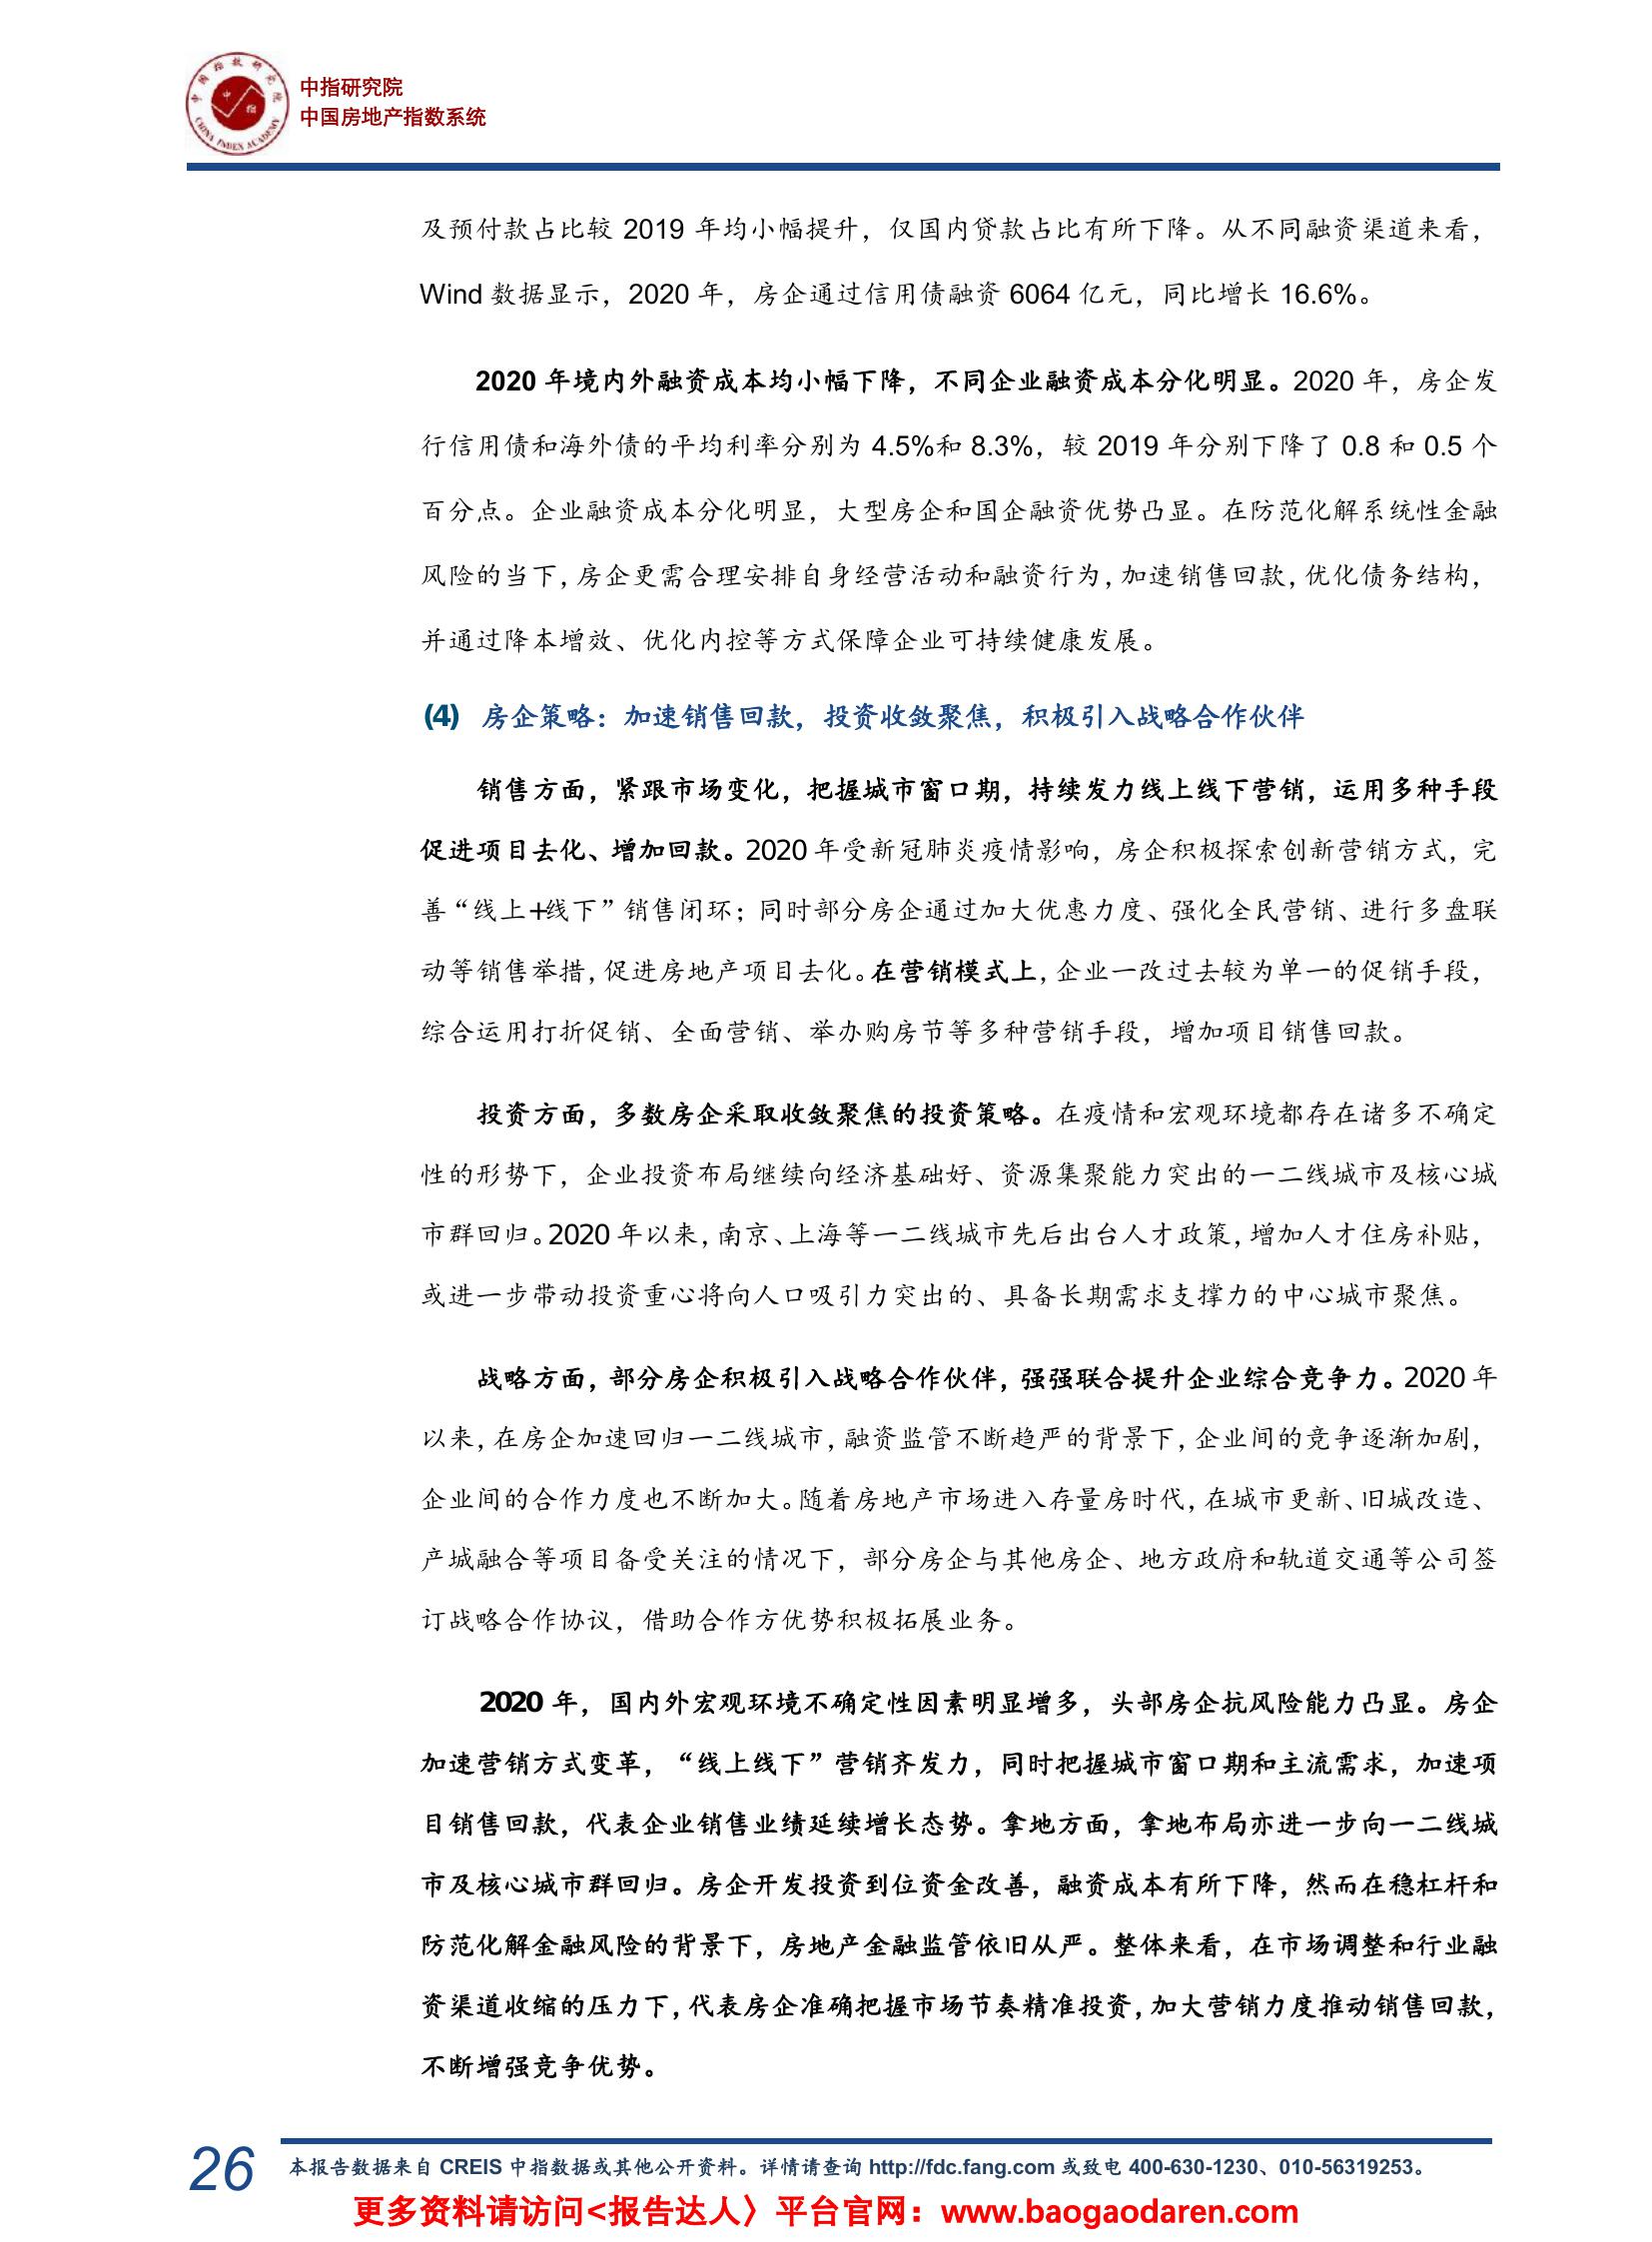 中国指数研究院
中指
CHINA INDEX ACADEMY
中指研究院
中国房地产指数系统
及预付款占比较 2019 年均小幅提升，仅国内贷款占比有所下降。从不同融资渠道来看，
Wind 数据显示，2020 年，房企通过信用债融资 6064 亿元，同比增长 16.6%。
2020 年境内外融资成本均小幅下降，不同企业融资成本分化明显。2020 年，房企发
行信用债和海外债的平均利率分别为 4.5%和 8.3%，较 2019 年分别下降了 0.8 和 0.5 个
百分点。企业融资成本分化明显，大型房企和国企融资优势凸显。在防范化解系统性金融
风险的当下，房企更需合理安排自身经营活动和融资行为，加速销售回款，优化债务结构，
并通过降本增效、优化内控等方式保障企业可持续健康发展。
(4) 房企策略：加速销售回款，投资收敛聚焦，积极引入战略合作伙伴
销售方面，紧跟市场变化，把握城市窗口期，持续发力线上线下营销，运用多种手段
促进项目去化、增加回款。2020 年受新冠肺炎疫情影响，房企积极探索创新营销方式，完
善“线上+线下”销售闭环；同时部分房企通过加大优惠力度、强化全民营销、进行多盘联
动等销售举措，促进房地产项目去化。在营销模式上，企业一改过去较为单一的促销手段，
综合运用打折促销、全面营销、举办购房节等多种营销手段，增加项目销售回款。
投资方面，多数房企采取收敛聚焦的投资策略。在疫情和宏观环境都存在诸多不确定
性的形势下，企业投资布局继续向经济基础好、资源集聚能力突出的一二线城市及核心城
市群回归。2020 年以来，南京、上海等一二线城市先后出台人才政策，增加人才住房补贴，
或进一步带动投资重心将向人口吸引力突出的、具备长期需求支撑力的中心城市聚焦。
战略方面，部分房企积极引入战略合作伙伴，强强联合提升企业综合竞争力。2020 年
以来，在房企加速回归一二线城市，融资监管不断趋严的背景下，企业间的竞争逐渐加剧，
企业间的合作力度也不断加大。随着房地产市场进入存量房时代，在城市更新、旧城改造、
产城融合等项目备受关注的情况下，部分房企与其他房企、地方政府和轨道交通等公司签
订战略合作协议，借助合作方优势积极拓展业务。
2020 年，国内外宏观环境不确定性因素明显增多，头部房企抗风险能力凸显。房企
加速营销方式变革，“线上线下”营销齐发力，同时把握城市窗口期和主流需求，加速项
目销售回款，代表企业销售业绩延续增长态势。拿地方面，拿地布局亦进一步向一二线城
市及核心城市群回归。房企开发投资到位资金改善，融资成本有所下降，然而在稳杠杆和
防范化解金融风险的背景下，房地产金融监管依旧从严。整体来看，在市场调整和行业融
资渠道收缩的压力下，代表房企准确把握市场节奏精准投资，加大营销力度推动销售回款，
不断增强竞争优势。
26 本报告数据来自 CREIS 中指数据或其他公开资料。详情请查询 http://fdc.fang.com 或致电 400-630-1230、010-56319253。
更多资料请访问<报告达人〉平台官网：www.baogaodaren.com